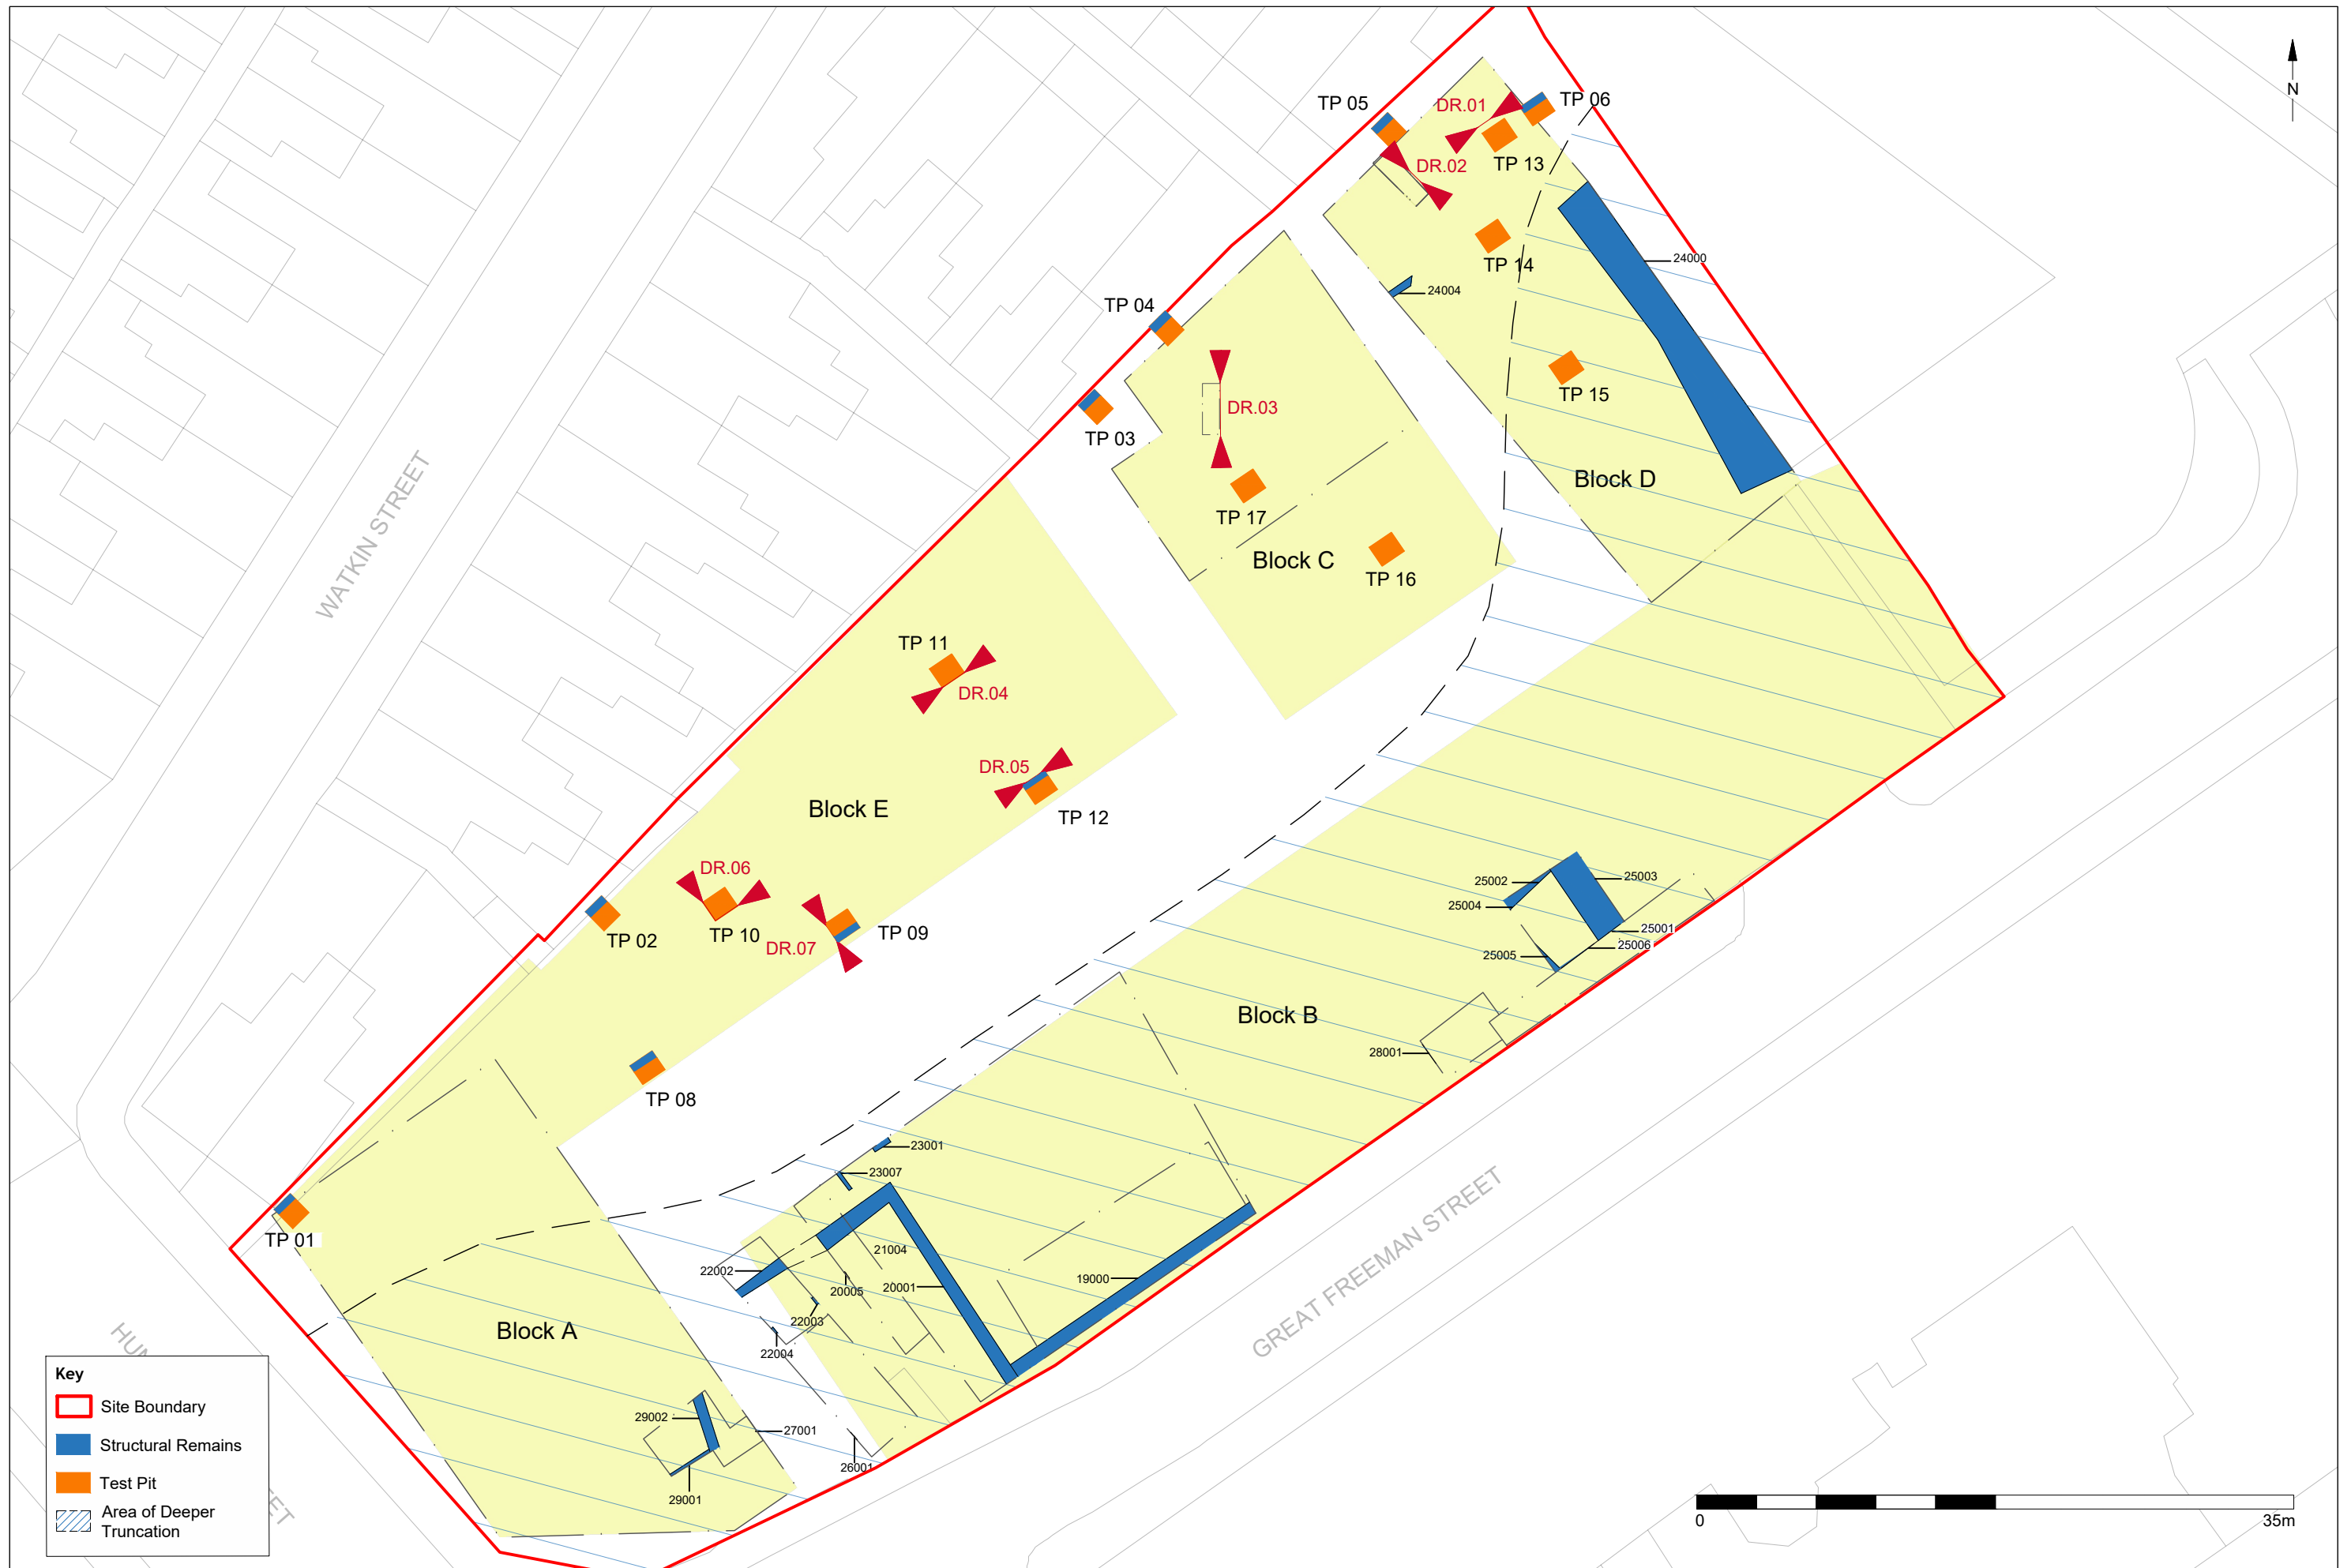 N
TP 05
DR.01
TP 06
TP 13
DR.02
TP 14
24000
24004
TP 04
TP 15
DR.03
TP 03
WATKIN STREET
Block D
TP 17
Block C
TP 16
TP 11
DR.04
DR.05
Block E
TP 12
DR.06
TP 02
TP 10
DR.07
TP 09
25002
25003
25004
25001
25006
25005
Block B
28001
TP 08
23001
23007
TP 01
21004
22002
20005
20001
19000
22003
22004
GREAT FREEMAN STREET
Block A
29002
27001
26001
29001
Key
Site Boundary
Structural Remains
Test Pit
Area of Deeper
Truncation
0
35m